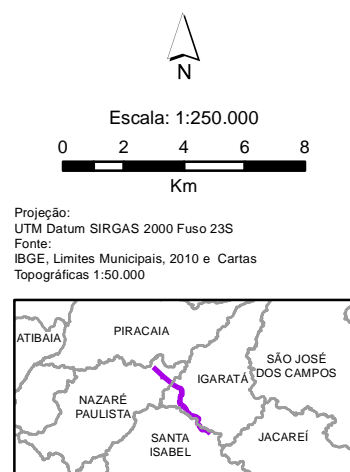 N
Escala: 1:250.000
0 2 4 6 8
Km
Projeção:
UTM Datum SIRGAS 2000 Fuso 23S
Fonte:
IBGE, Limites Municipais, 2010 e Cartas
Topográficas 1:50.000
ATIBAIA
PIRACAIA
SÃO JOSÉ
DOS CAMPOS
IGARATÁ
NAZARÉ
PAULISTA
SANTA
ISABEL
JACAREÍ